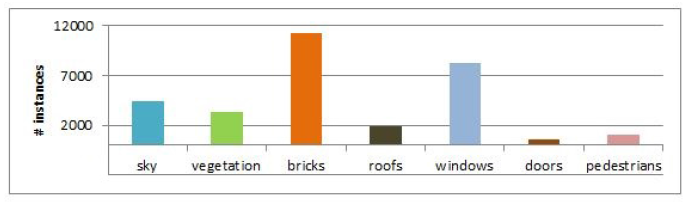 12000
7000
2000
# instances
sky vegetation bricks roofs windows doors pedestrians